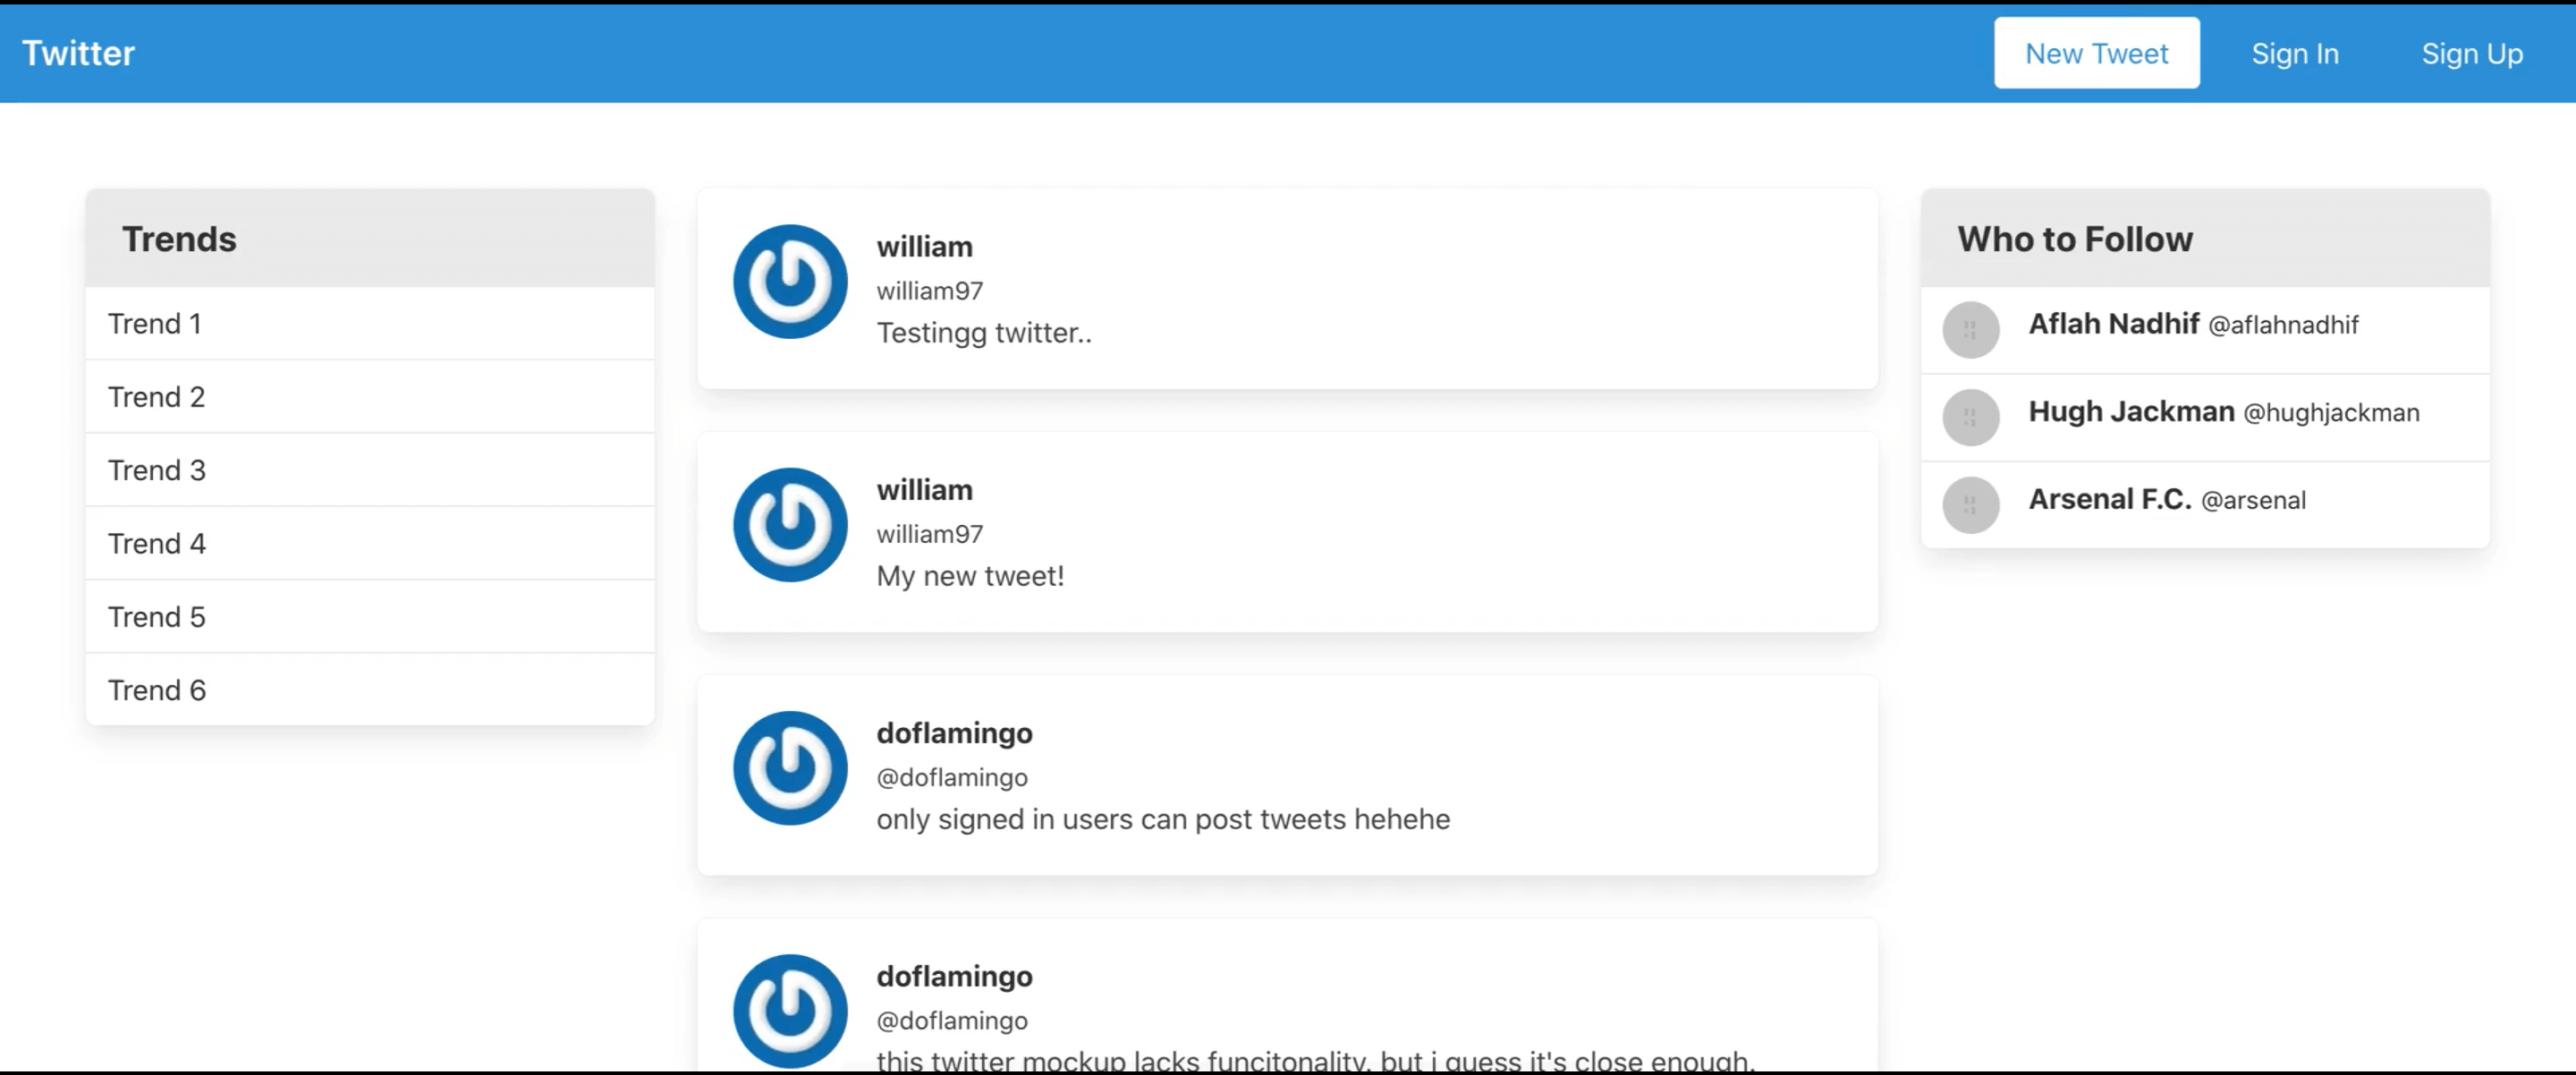 Twitter
New Tweet
Sign In
Sign Up
Trends
Trend 1
Trend 2
Trend 3
Trend 4
Trend 5
Trend 6
william
william97
Testingg twitter..
william
william97
My new tweet!
doflamingo
@doflamingo
only signed in users can post tweets hehehe
doflamingo
@doflamingo
this twitter mockup lacks funcitonality, but i guess it's close enough.
Who to Follow
Aflah Nadhif @aflahnadhif
Hugh Jackman @hughjackman
Arsenal F.C. @arsenal